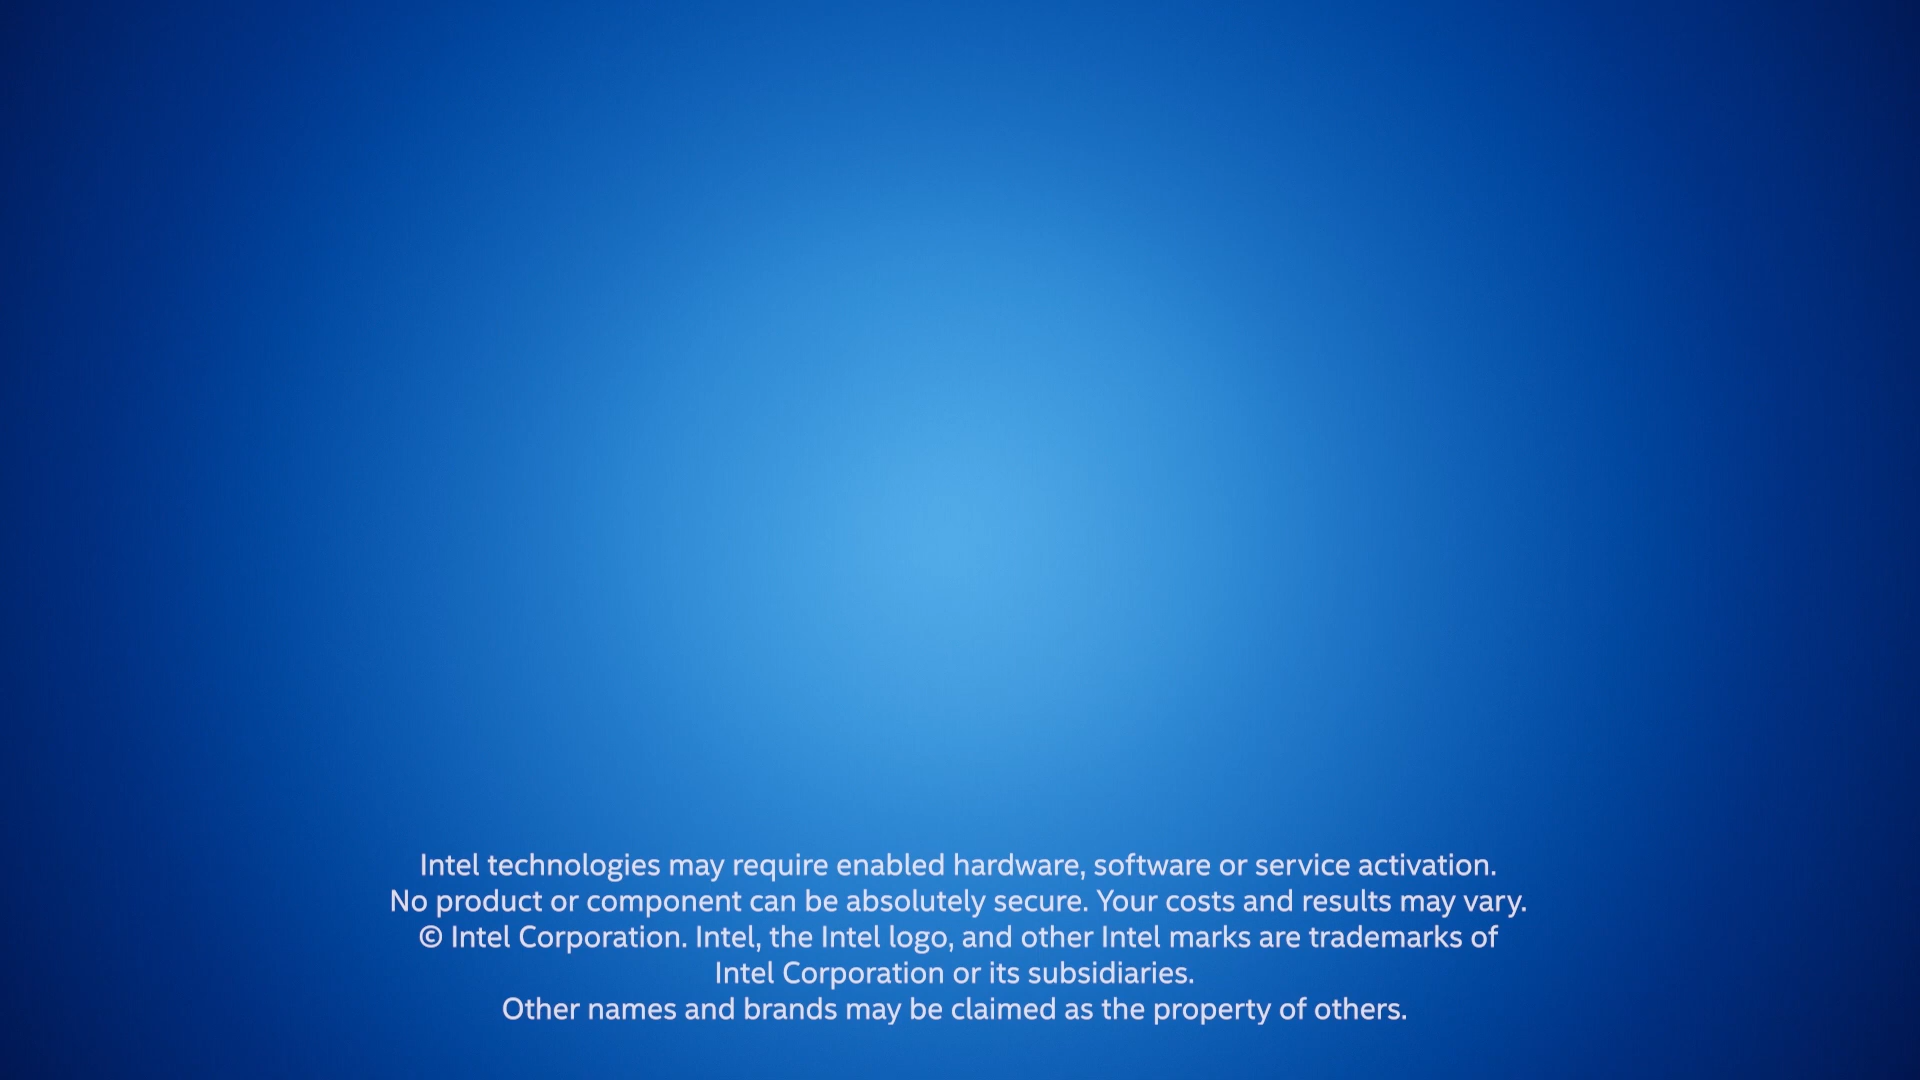 Intel technologies may require enabled hardware, software or service activation.
No product or component can be absolutely secure. Your costs and results may vary.
© Intel Corporation. Intel, the Intel logo, and other Intel marks are trademarks of
Intel Corporation or its subsidiaries.
Other names and brands may be claimed as the property of others.